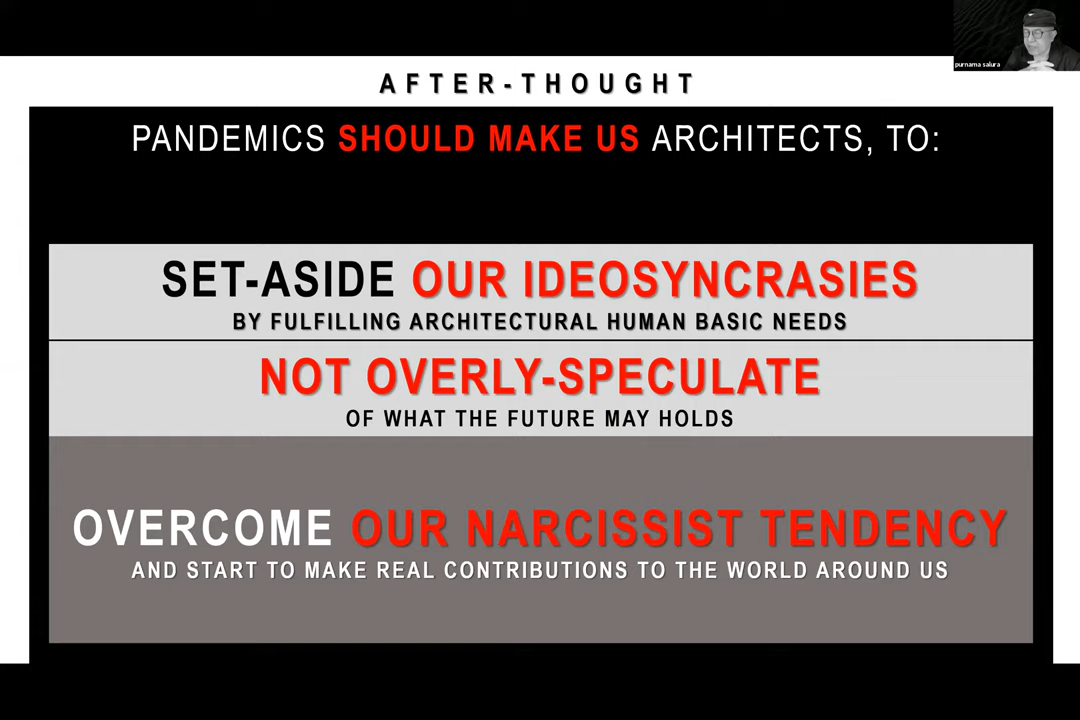 purnama salura
AFTER-THOUGHT
PANDEMICS SHOULD MAKE US ARCHITECTS, TO:
SET-ASIDE OUR IDEOSYNCRASIES
BY FULFILLING ARCHITECTURAL HUMAN BASIC NEEDS
NOT OVERLY-SPECULATE
OF WHAT THE FUTURE MAY HOLDS
OVERCOME OUR NARCISSIST TENDENCY
AND START TO MAKE REAL CONTRIBUTIONS TO THE WORLD AROUND US